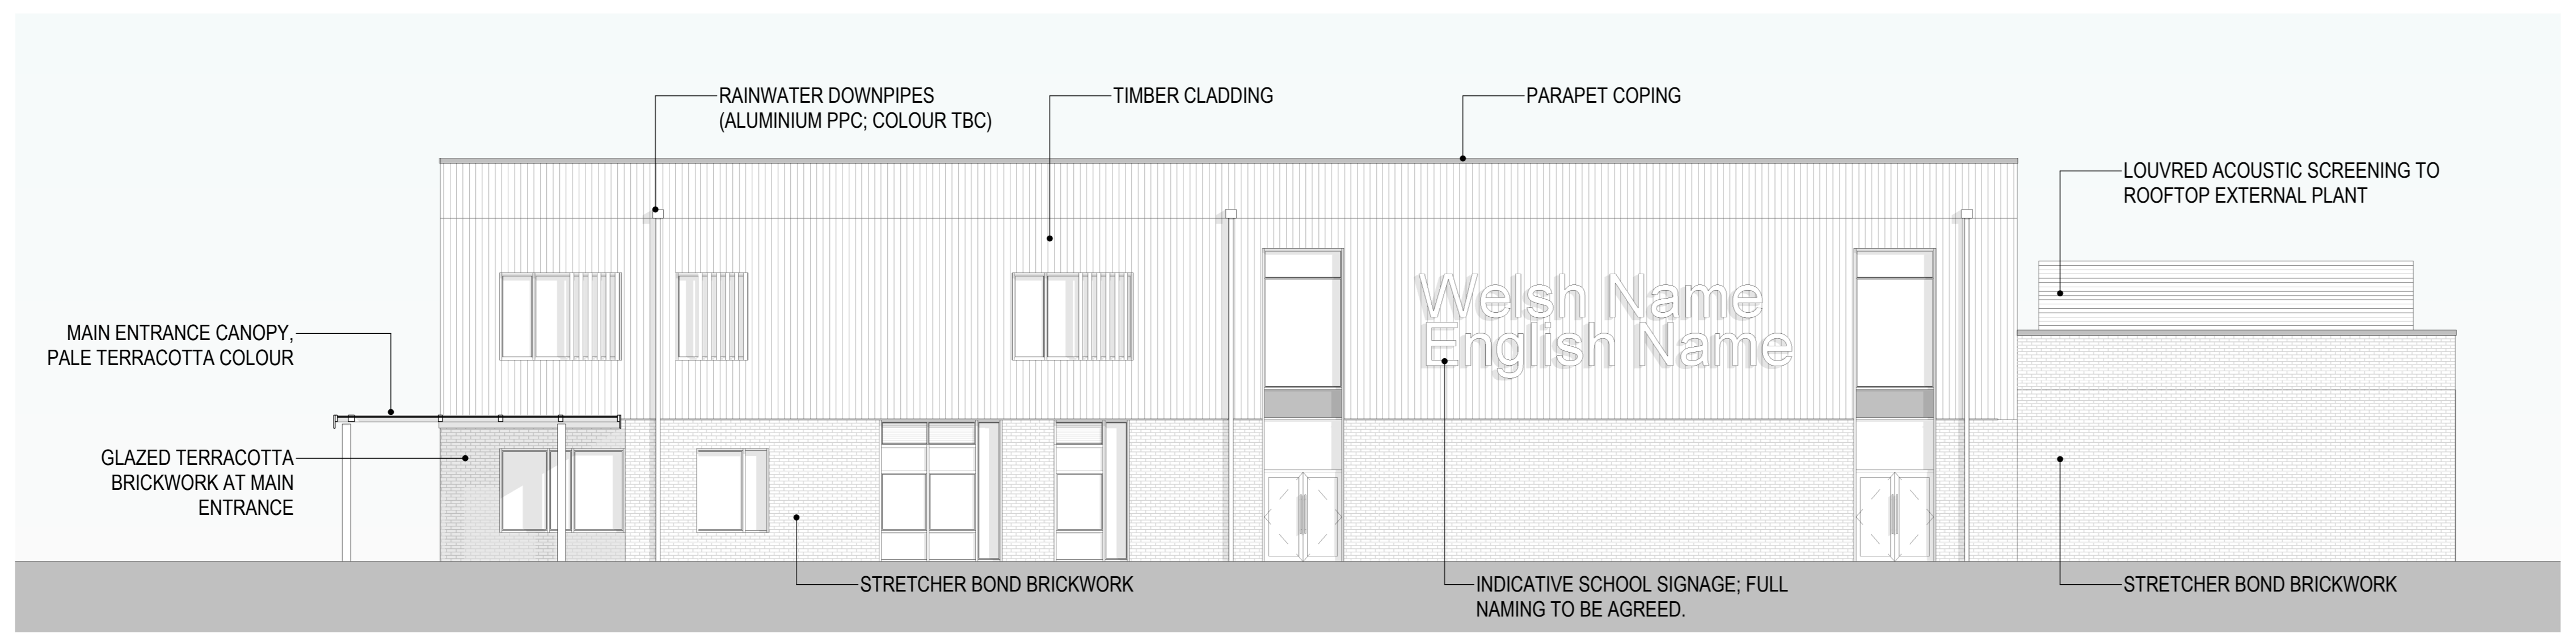 RAINWATER DOWNPIPES
(ALUMINIUM PPC; COLOUR TBC)
TIMBER CLADDING
PARAPET COPING
LOUVRED ACOUSTIC SCREENING TO
ROOFTOP EXTERNAL PLANT
Welsh Name
English Name
MAIN ENTRANCE CANOPY,
PALE TERRACOTTA COLOUR
GLAZED TERRACOTTA
BRICKWORK AT MAIN
ENTRANCE
STRETCHER BOND BRICKWORK
INDICATIVE SCHOOL SIGNAGE; FULL
NAMING TO BE AGREED.
STRETCHER BOND BRICKWORK